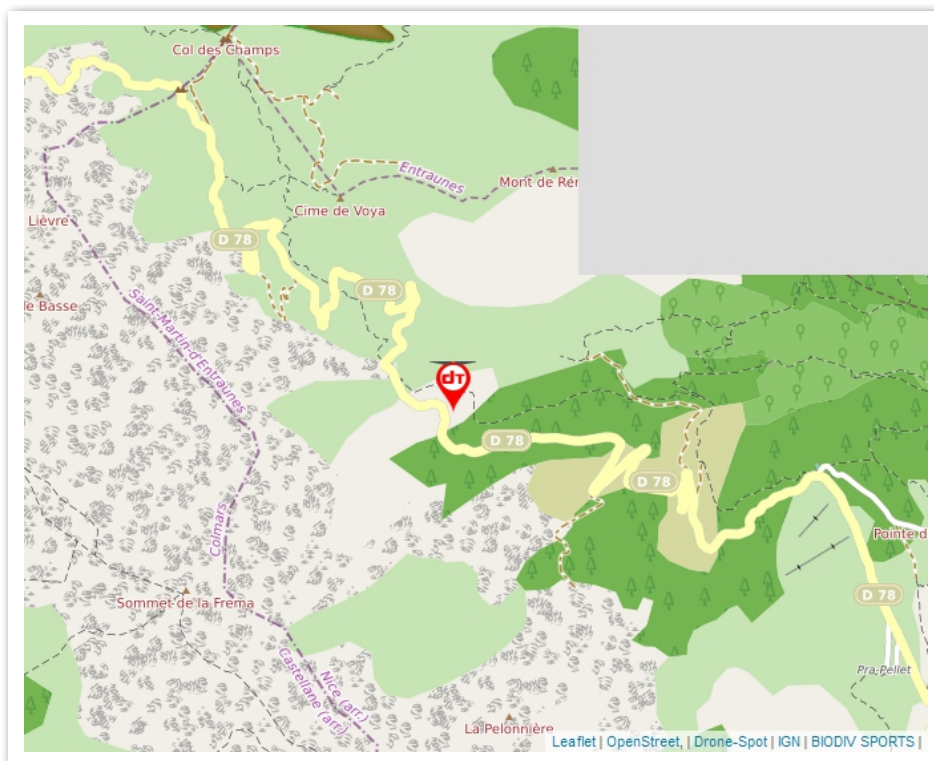 Col des Champs
Entraunes
Mont de Rén
Cime de Voya
Lièvre
D 78
D 78
le Basse
Saint-Martin-d'Entraunes
dT
D 78
D 78
Colmars
Pointe d
D 78
Sommet de la Frema
Nice (arr.)
Castellane (arr.)
Pra-Pellet
La Pelonnière
Leaflet | OpenStreet, | Drone-Spot | IGN | BIODIV SPORTS |